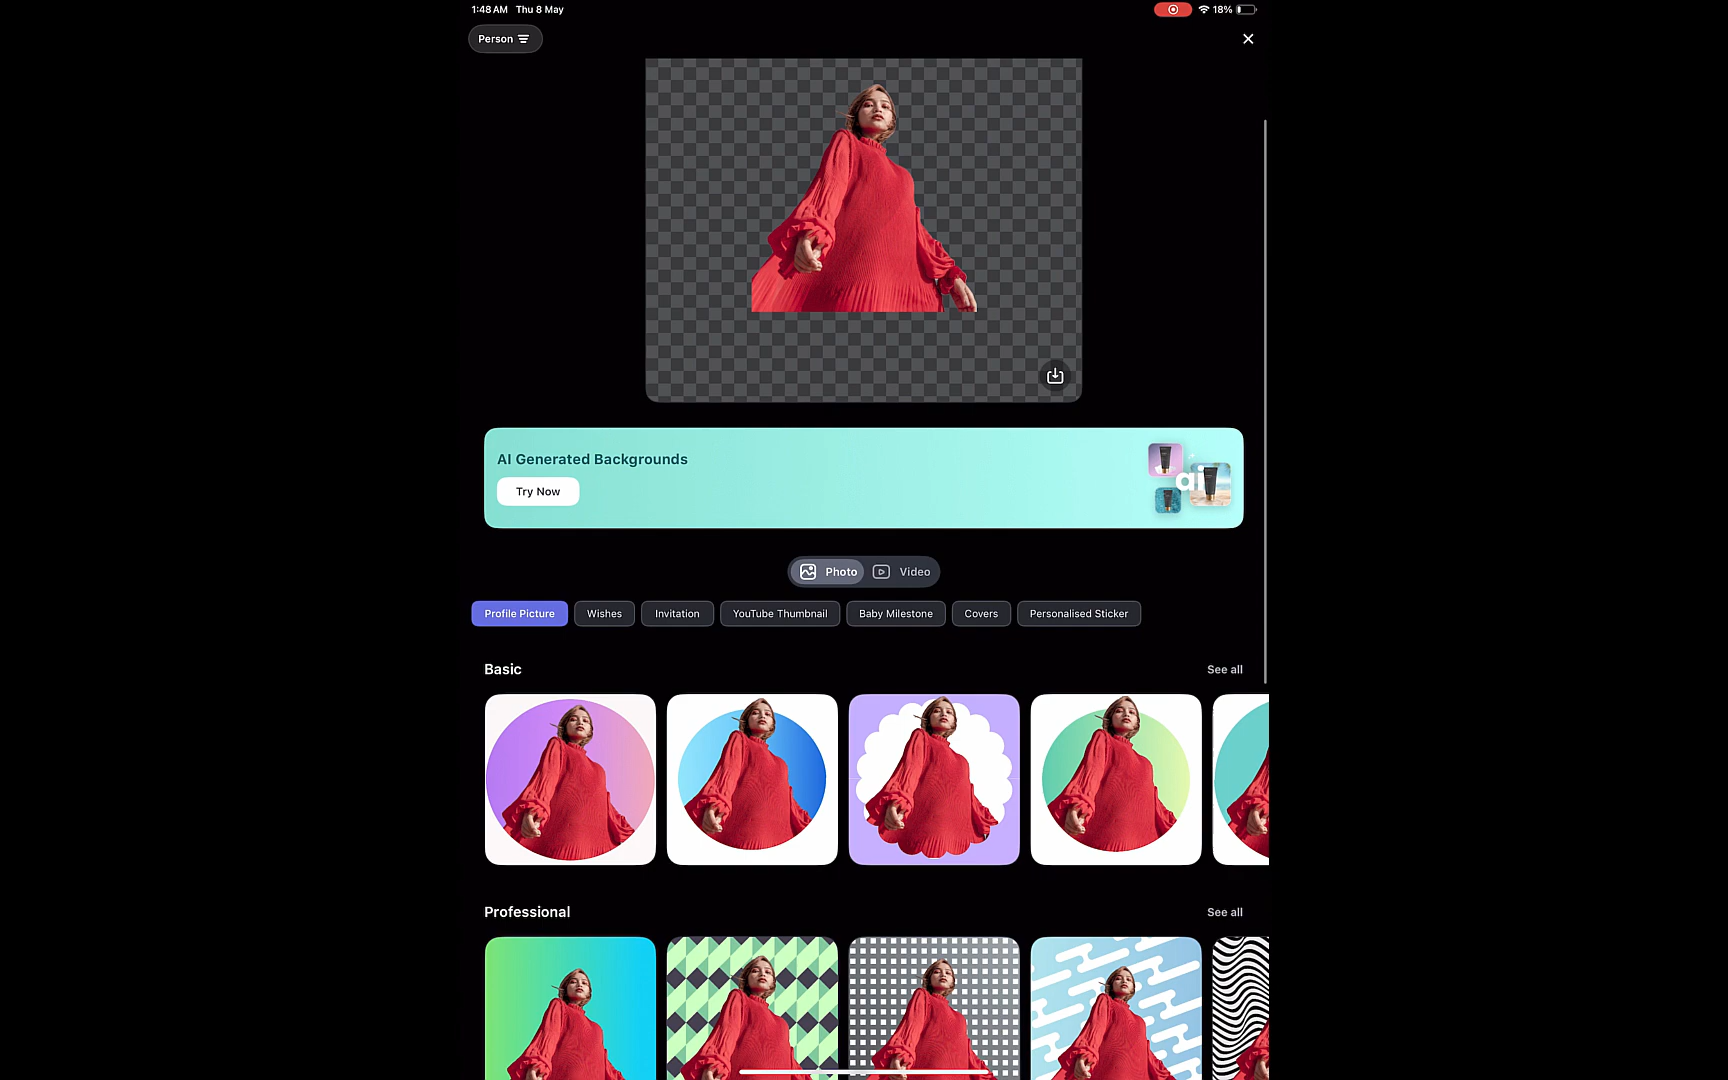 1:48 AM Thu 8 May
18%
Person
AI Generated Backgrounds
Try Now
ai
Photo
Video
Profile Picture
Wishes
Invitation
YouTube Thumbnail
Baby Milestone
Covers
Personalised Sticker
Basic
See all
Professional
See all